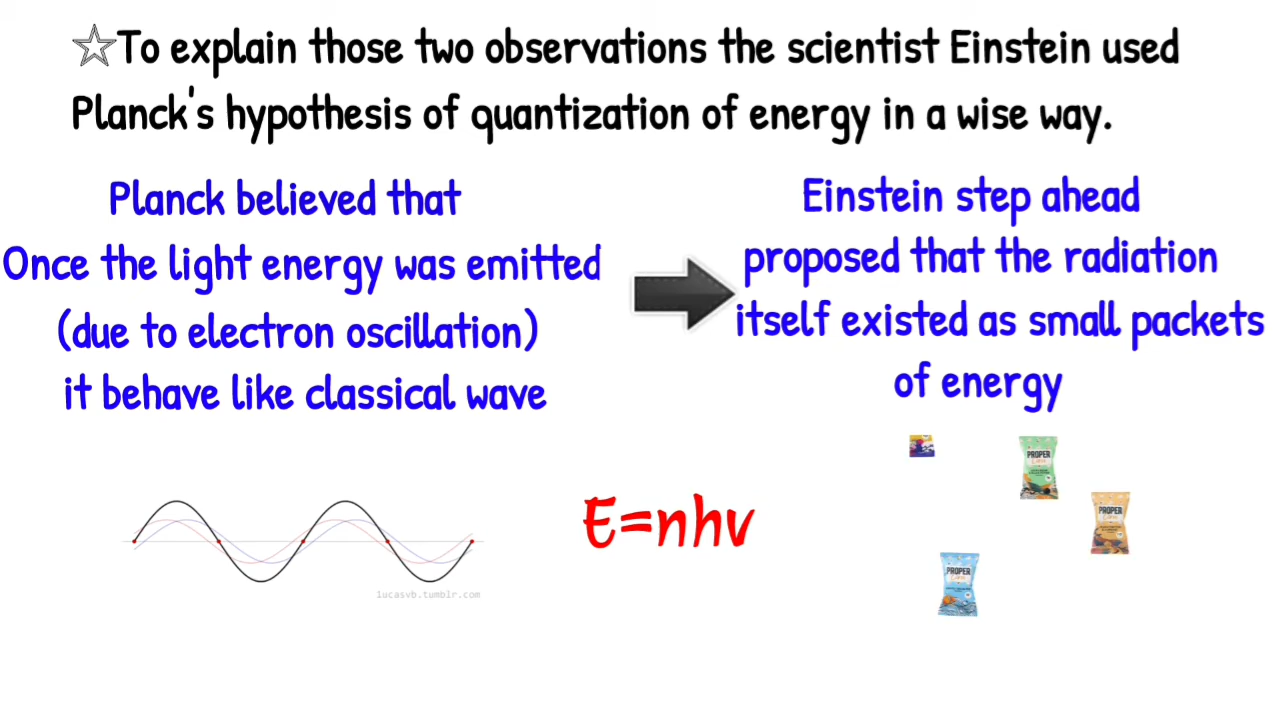 ☆To explain those two observations the scientist Einstein used
Planck's hypothesis of quantization of energy in a wise way.
Planck believed that
Once the light energy was emitted
(due to electron oscillation)
it behave like classical wave
Einstein step ahead
proposed that the radiation
itself existed as small packets
of energy
lucasvb.tumblr.com
E=nhv
PROPER
PROPER
PROPER